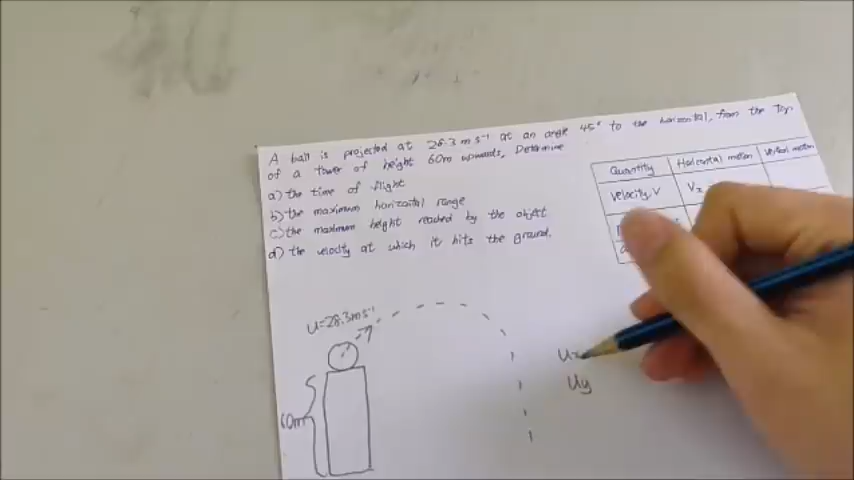 A ball is projected at 28.3 m s⁻¹ at an angle 45° to the horizontal, from the Top
of a tower of height 60m upwards, Determine
a) the time of flight
b) the maximum horizontal range
c) the maximum height reached by the object
d) the velocity at which it hits the ground.
Quantity Horizontal motion Vertical motion
Velocity, V Vx
U=28.3ms⁻¹
60m
Ux
Uy